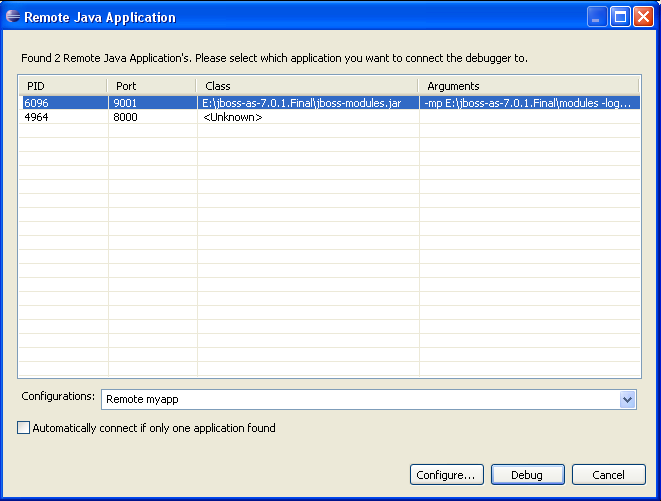 Remote Java Application
Found 2 Remote Java Application's. Please select which application you want to connect the debugger to.
PID Port Class Arguments
6096 9001 E:\jboss-as-7.0.1.Final\jboss-modules.jar -mp E:\jboss-as-7.0.1.Final\modules -log...
4964 8000 <Unknown>
Configurations: Remote myapp
Automatically connect if only one application found
Configure... Debug Cancel